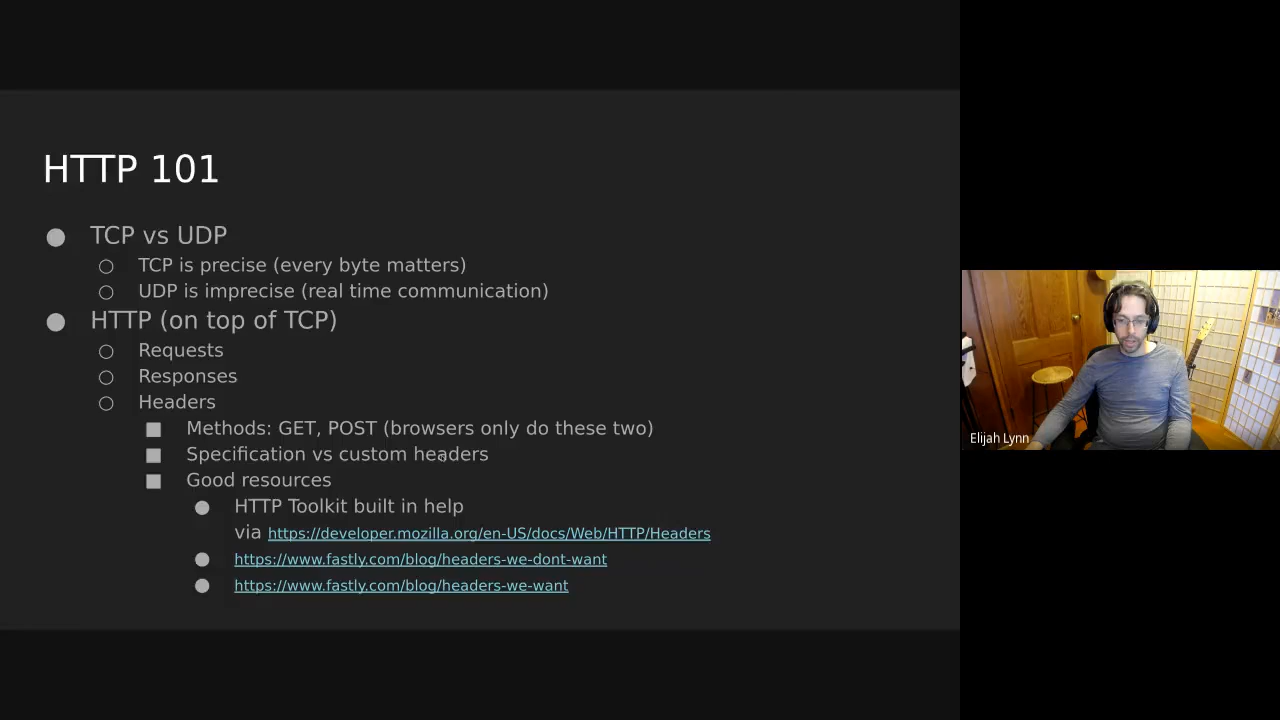 HTTP 101
● TCP vs UDP
○ TCP is precise (every byte matters)
○ UDP is imprecise (real time communication)
● HTTP (on top of TCP)
○ Requests
○ Responses
○ Headers
■ Methods: GET, POST (browsers only do these two)
■ Specification vs custom headers
■ Good resources
● HTTP Toolkit built in help
via https://developer.mozilla.org/en-US/docs/Web/HTTP/Headers
● https://www.fastly.com/blog/headers-we-dont-want
● https://www.fastly.com/blog/headers-we-want
Elijah Lynn